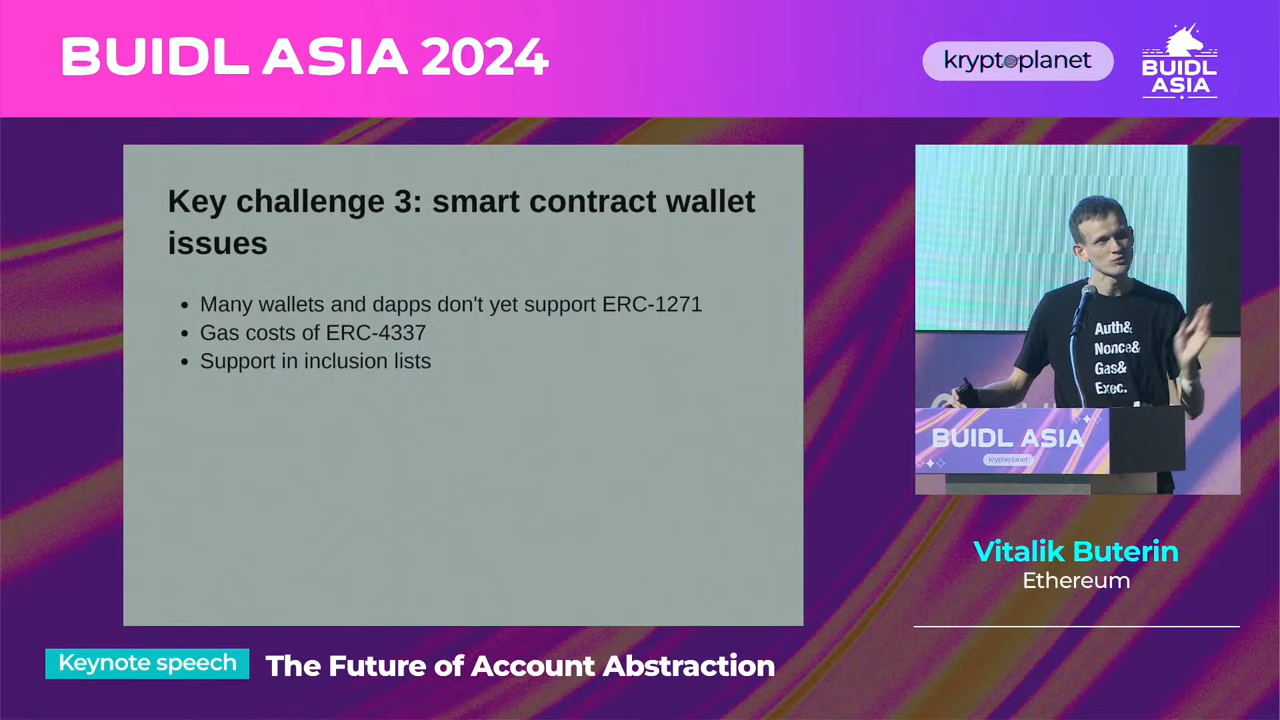 BUIDL ASIA 2024
kryptoplanet
BUIDL
ASIA
Key challenge 3: smart contract wallet
issues
• Many wallets and dapps don't yet support ERC-1271
• Gas costs of ERC-4337
• Support in inclusion lists
Auth&
Nonce&
Gas&
Exec.
BUIDL ASIA
kryptoplanet
Vitalik Buterin
Ethereum
Keynote speech
The Future of Account Abstraction